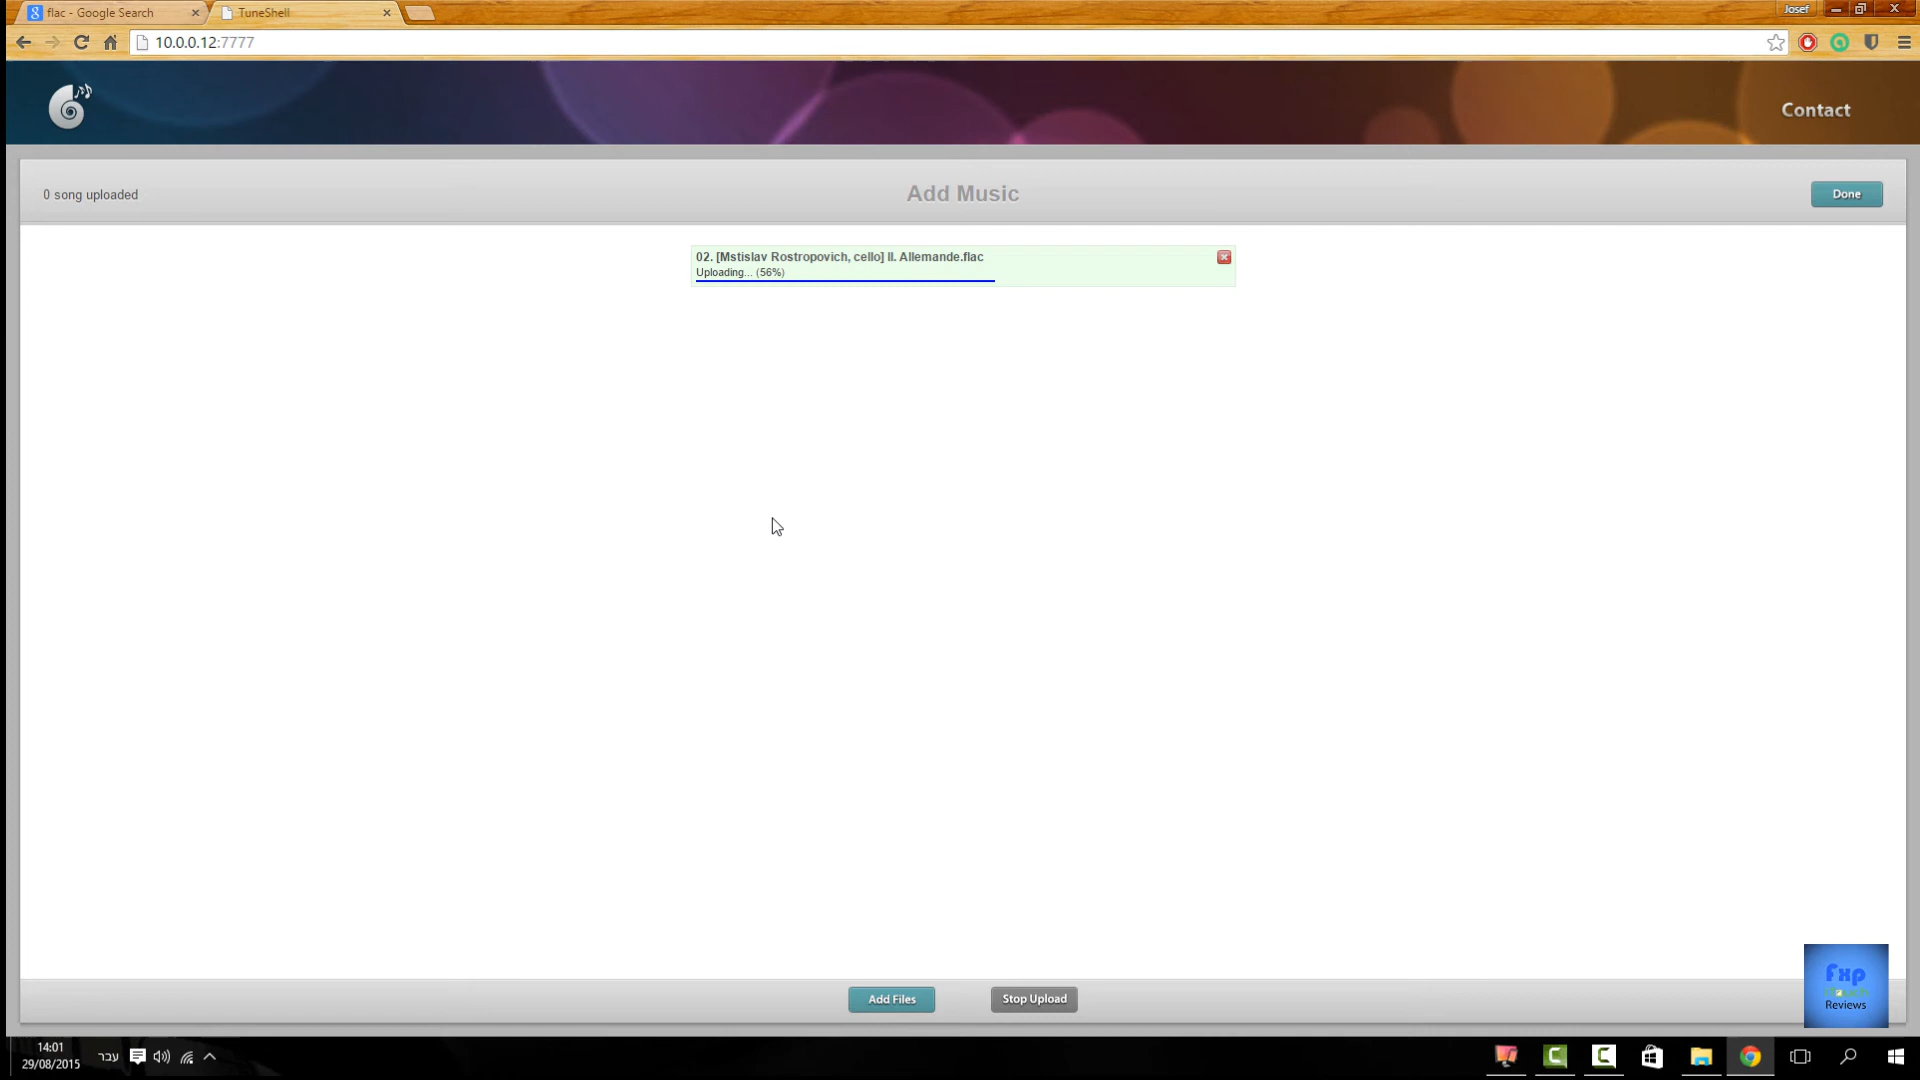 flac - Google Search
TuneShell
Josef
10.0.0.12:7777
Contact
0 song uploaded
Add Music
Done
02. [Mstislav Rostropovich, cello] II. Allemande.flac
Uploading... (56%)
Add Files
Stop Upload
Fxp
Reviews
14:01
עבר
29/08/2015